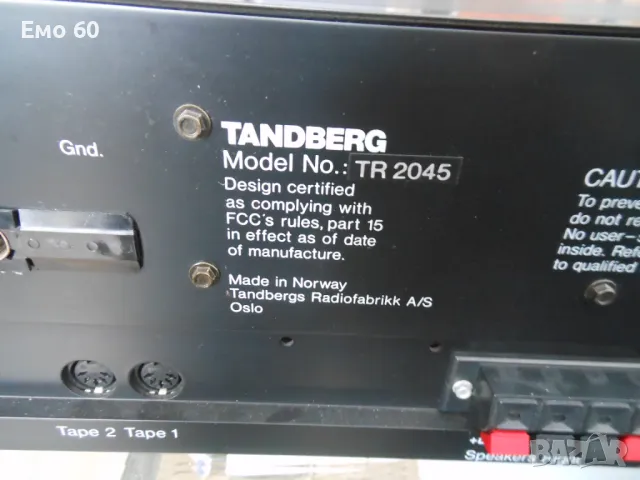 Емо 60
TANDBERG
Gnd.
Model No.: TR 2045
Design certified
as complying with
FCC's rules, part 15
in effect as of date
of manufacture.
Made in Norway
Tandbergs Radiofabrikk A/S
Oslo
To preve
do not re
No user-
inside. Refe
to qualified
Tape 2 Tape 1
Speakers
BAZAR